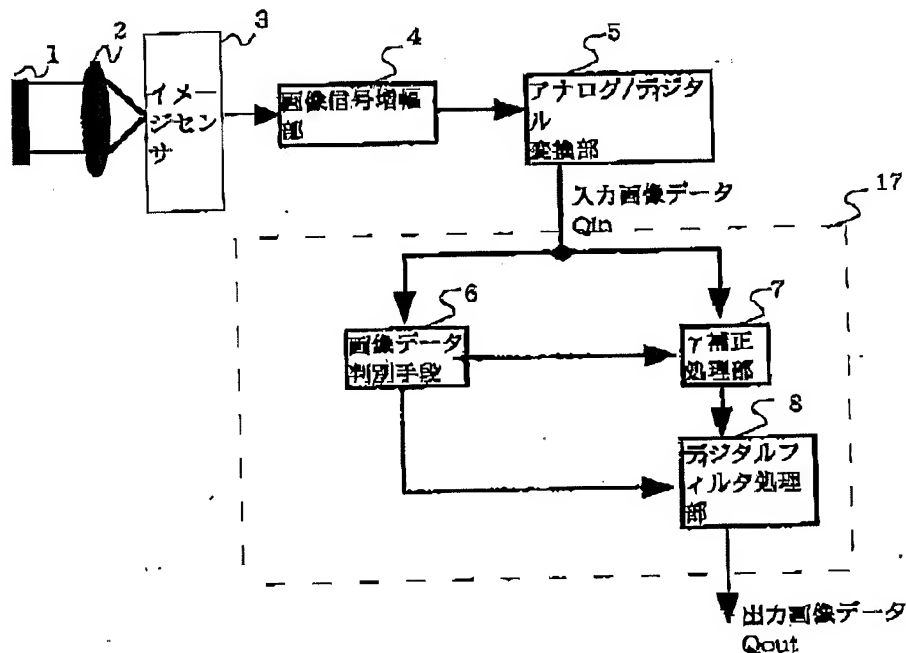 1
2
3
イメー
ジセン
サ
4
画像信号増幅
部
5
アナログ/ディジタ
ル
変換部
入力画像データ
Qin
17
6
画像データ
判別手段
7
γ補正
処理部
8
ディジタルフ
ィルタ処理
部
出力画像データ
Qout